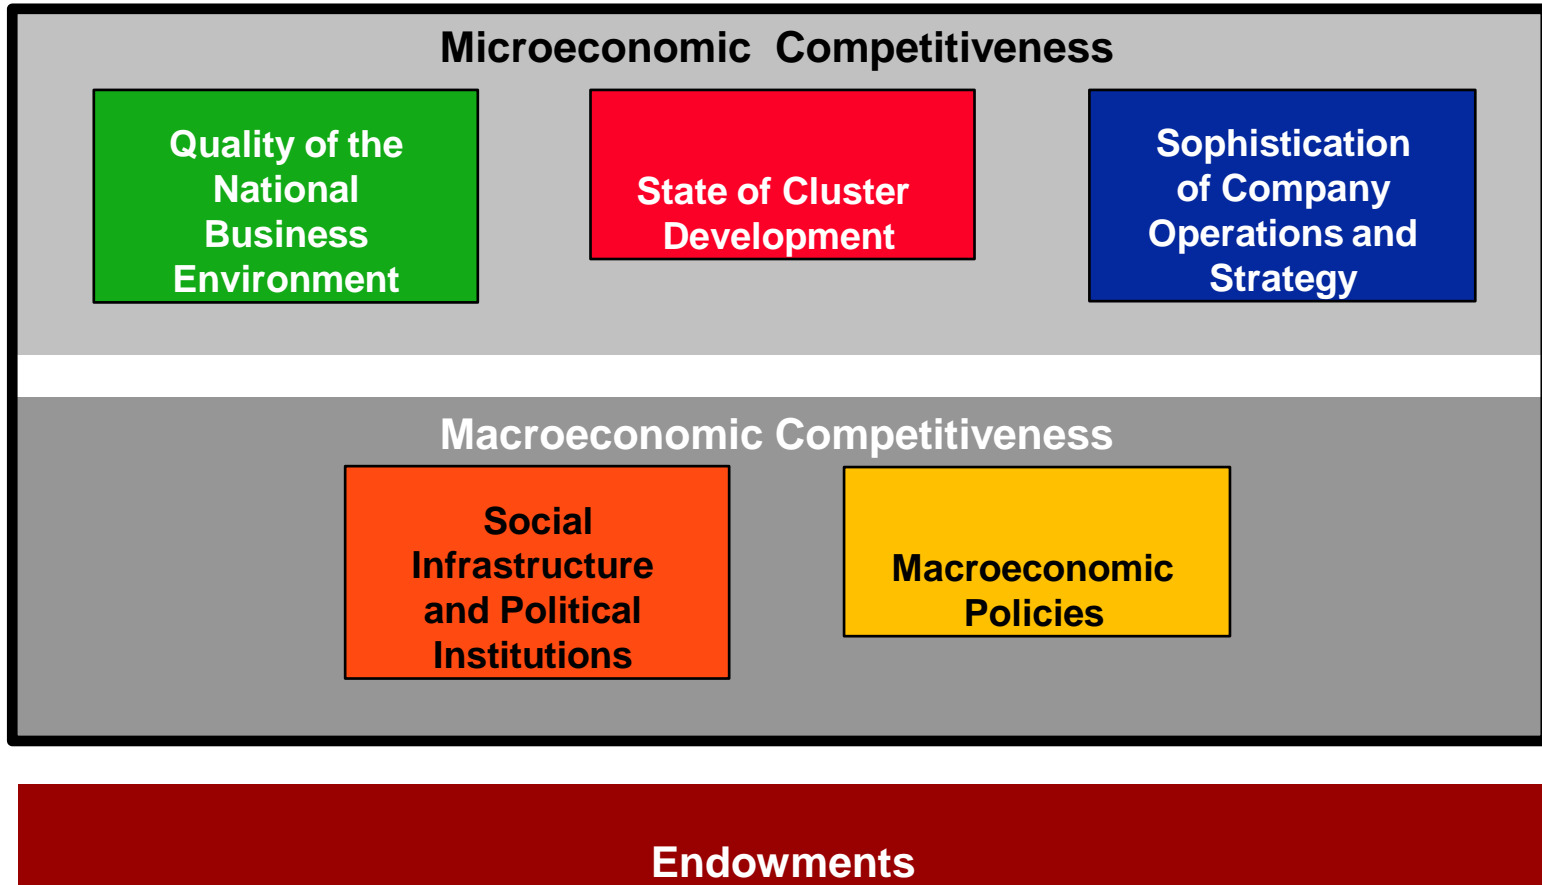 Microeconomic Competitiveness
Quality of the
National
Business
Environment
State of Cluster
Development
Sophistication
of Company
Operations and
Strategy
Macroeconomic Competitiveness
Social
Infrastructure
and Political
Institutions
Macroeconomic
Policies
Endowments